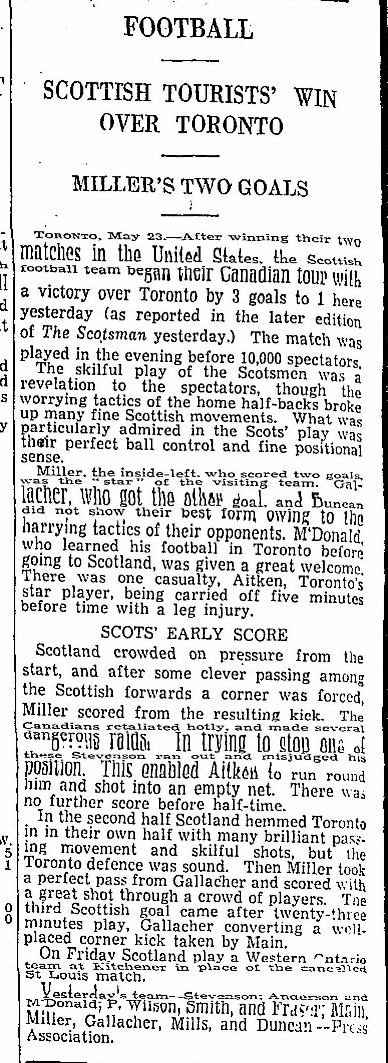 FOOTBALL
SCOTTISH TOURISTS' WIN
OVER TORONTO
MILLER'S TWO GOALS
TORONTO, May 23.—After winning their two
matches in the United States, the Scottish
football team began their Canadian tour with
a victory over Toronto by 3 goals to 1 here
yesterday (as reported in the later edition
of The Scotsman yesterday.) The match was
played in the evening before 10,000 spectators.
The skilful play of the Scotsmen was a
revelation to the spectators, though the
worrying tactics of the home half-backs broke
up many fine Scottish movements. What was
particularly admired in the Scots' play was
their perfect ball control and fine positional
sense.
Miller, the inside-left, who scored two goals,
was the "star" of the visiting team. Gal-
lacher, who got the other goal, and Duncan
did not show their best form owing to the
harrying tactics of their opponents. M'Donald,
who learned his football in Toronto before
going to Scotland, was given a great welcome.
There was one casualty, Aitken, Toronto's
star player, being carried off five minutes
before time with a leg injury.
SCOTS' EARLY SCORE
Scotland crowded on pressure from the
start, and after some clever passing among
the Scottish forwards a corner was forced,
Miller scored from the resulting kick. The
Canadians retaliated hotly, and made several
dangerous raids. In trying to stop one of
these Stevenson ran out and misjudged his
position. This enabled Aitken to run round
him and shot into an empty net. There was
no further score before half-time.
In the second half Scotland hemmed Toronto
in in their own half with many brilliant pass-
ing movement and skilful shots, but the
Toronto defence was sound. Then Miller took
a perfect pass from Gallacher and scored with
a great shot through a crowd of players. The
third Scottish goal came after twenty-three
minutes play, Gallacher converting a well-
placed corner kick taken by Main.
On Friday Scotland play a Western Ontario
team at Kitchener in place of the cancelled
St Louis match.
Yesterday's team—Stevenson; Anderson and
M'Donald; P. Wilson, Smith, and Fraser; Main,
Miller, Gallacher, Mills, and Duncan—Press
Association.